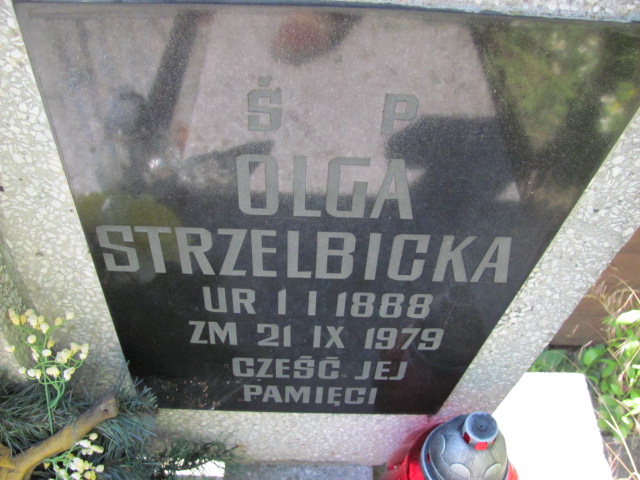 Ś P
OLGA
STRZELBICKA
UR 1 I 1888
ZM 21 IX 1979
CZEŚĆ JEJ
PAMIĘCI